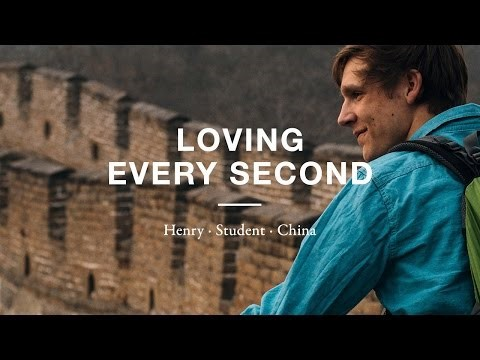 LOVING
EVERY SECOND
Henry · Student · China